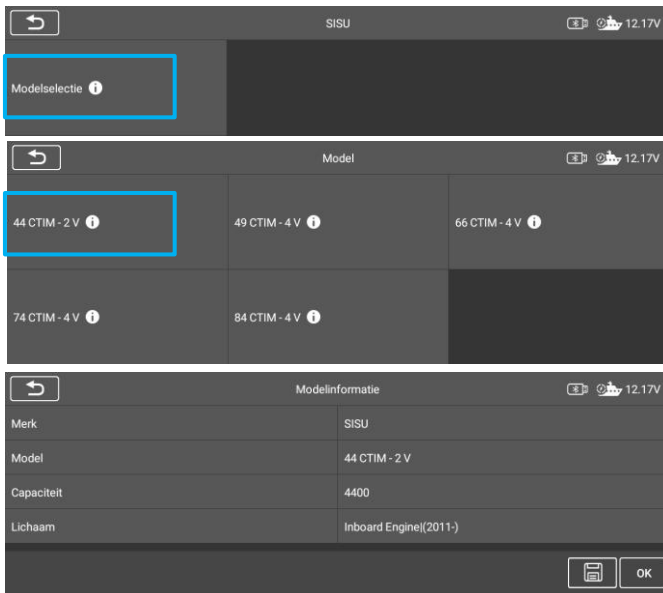 SISU 12.17V
Modelselectie
Model 12.17V
44 CTIM - 2 V 49 CTIM - 4 V 66 CTIM - 4 V
74 CTIM - 4 V 84 CTIM - 4 V
Modelinformatie 12.17V
Merk SISU
Model 44 CTIM - 2 V
Capaciteit 4400
Lichaam Inboard Engine|(2011-)
OK